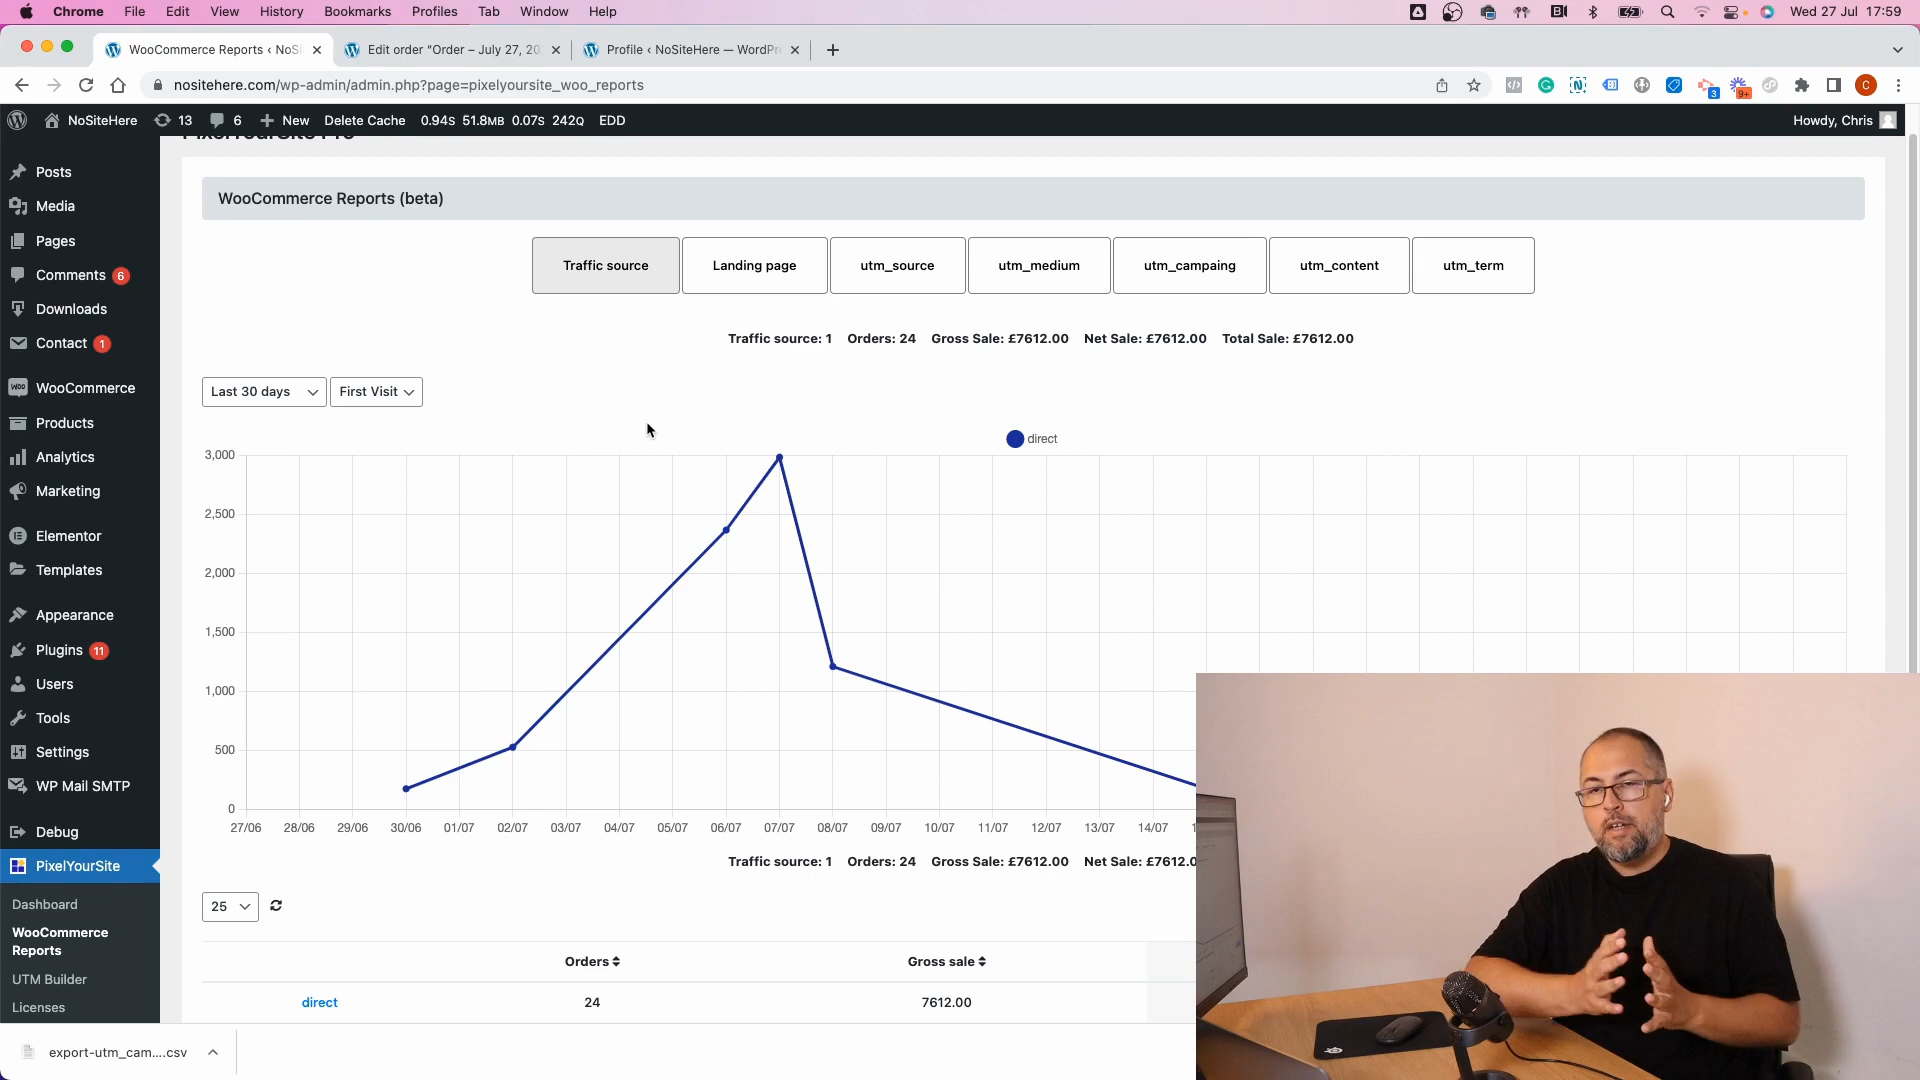 Chrome File Edit View History Bookmarks Profiles Tab Window Help Wed 27 Jul 17:59
WooCommerce Reports ‹ NoSi Edit order "Order – July 27, 20 Profile ‹ NoSiteHere — WordPr
nositehere.com/wp-admin/admin.php?page=pixelyoursite_woo_reports 3 9+ C
NoSiteHere 13 6 New Delete Cache 0.94S 51.8MB 0.07S 242Q EDD Howdy, Chris
PixelYourSite Pro
Posts
Media
Pages
Comments 6
Downloads
Contact 1
WooCommerce
Products
Analytics
Marketing
Elementor
Templates
Appearance
Plugins 11
Users
Tools
Settings
WP Mail SMTP
Debug
PixelYourSite
Dashboard
WooCommerce
Reports
UTM Builder
Licenses
WooCommerce Reports (beta)
Traffic source Landing page utm_source utm_medium utm_campaing utm_content utm_term
Traffic source: 1 Orders: 24 Gross Sale: £7612.00 Net Sale: £7612.00 Total Sale: £7612.00
Last 30 days First Visit
direct
3,000
2,500
2,000
1,500
1,000
500
0
27/06 28/06 29/06 30/06 01/07 02/07 03/07 04/07 05/07 06/07 07/07 08/07 09/07 10/07 11/07 12/07 13/07 14/07 1
Traffic source: 1 Orders: 24 Gross Sale: £7612.00 Net Sale: £7612.0
25
Orders Gross sale
direct 24 7612.00
export-utm_cam....csv